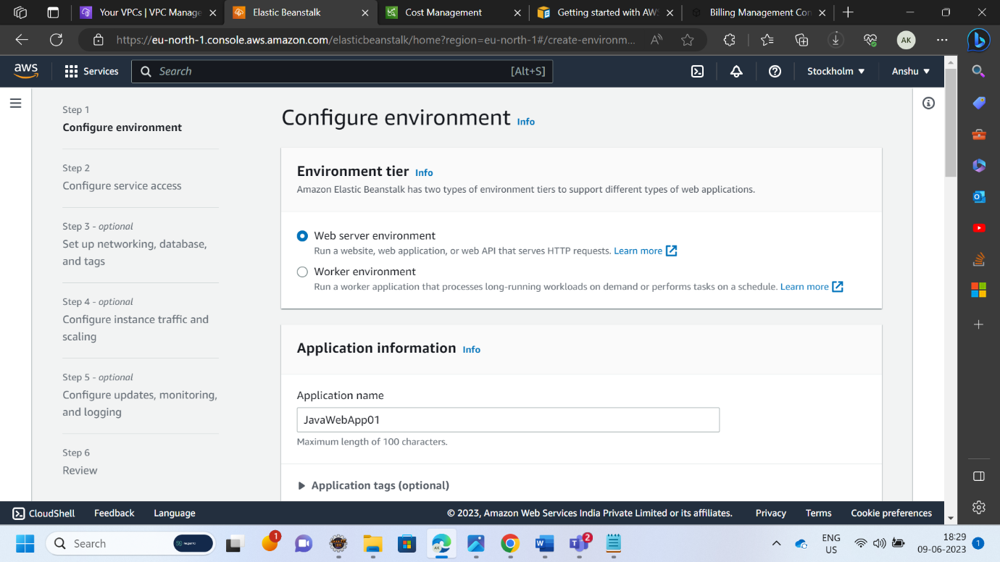 Your VPCs | VPC Manage
Elastic Beanstalk
Cost Management
Getting started with AW
Billing Management Con
https://eu-north-1.console.aws.amazon.com/elasticbeanstalk/home?region=eu-north-1#/create-environm...
AK
aws
Services
Search
[Alt+S]
Stockholm
Anshu
Step 1
Configure environment
Step 2
Configure service access
Step 3 - optional
Set up networking, database,
and tags
Step 4 - optional
Configure instance traffic and
scaling
Step 5 - optional
Configure updates, monitoring,
and logging
Step 6
Review
Configure environment Info
Environment tier Info
Amazon Elastic Beanstalk has two types of environment tiers to support different types of web applications.
Web server environment
Run a website, web application, or web API that serves HTTP requests. Learn more
Worker environment
Run a worker application that processes long-running workloads on demand or performs tasks on a schedule. Learn more
Application information Info
Application name
JavaWebApp01
Maximum length of 100 characters.
Application tags (optional)
CloudShell
Feedback
Language
© 2023, Amazon Web Services India Private Limited or its affiliates.
Privacy
Terms
Cookie preferences
Search
1
2
ENG
US
18:29
09-06-2023
1